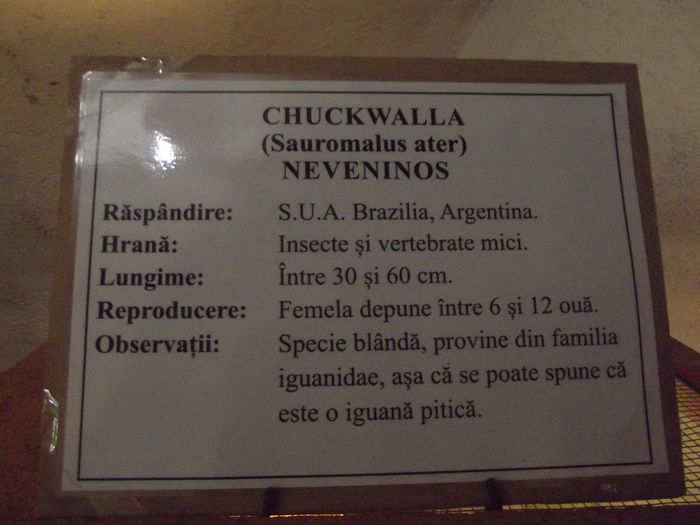 CHUCKWALLA
(Sauromalus ater)
NEVENINOS
Răspândire: S.U.A. Brazilia, Argentina.
Hrană: Insecte și vertebrate mici.
Lungime: Între 30 și 60 cm.
Reproducere: Femela depune între 6 și 12 ouă.
Observații: Specie blândă, provine din familia
iguanidae, așa că se poate spune că
este o iguană pitică.